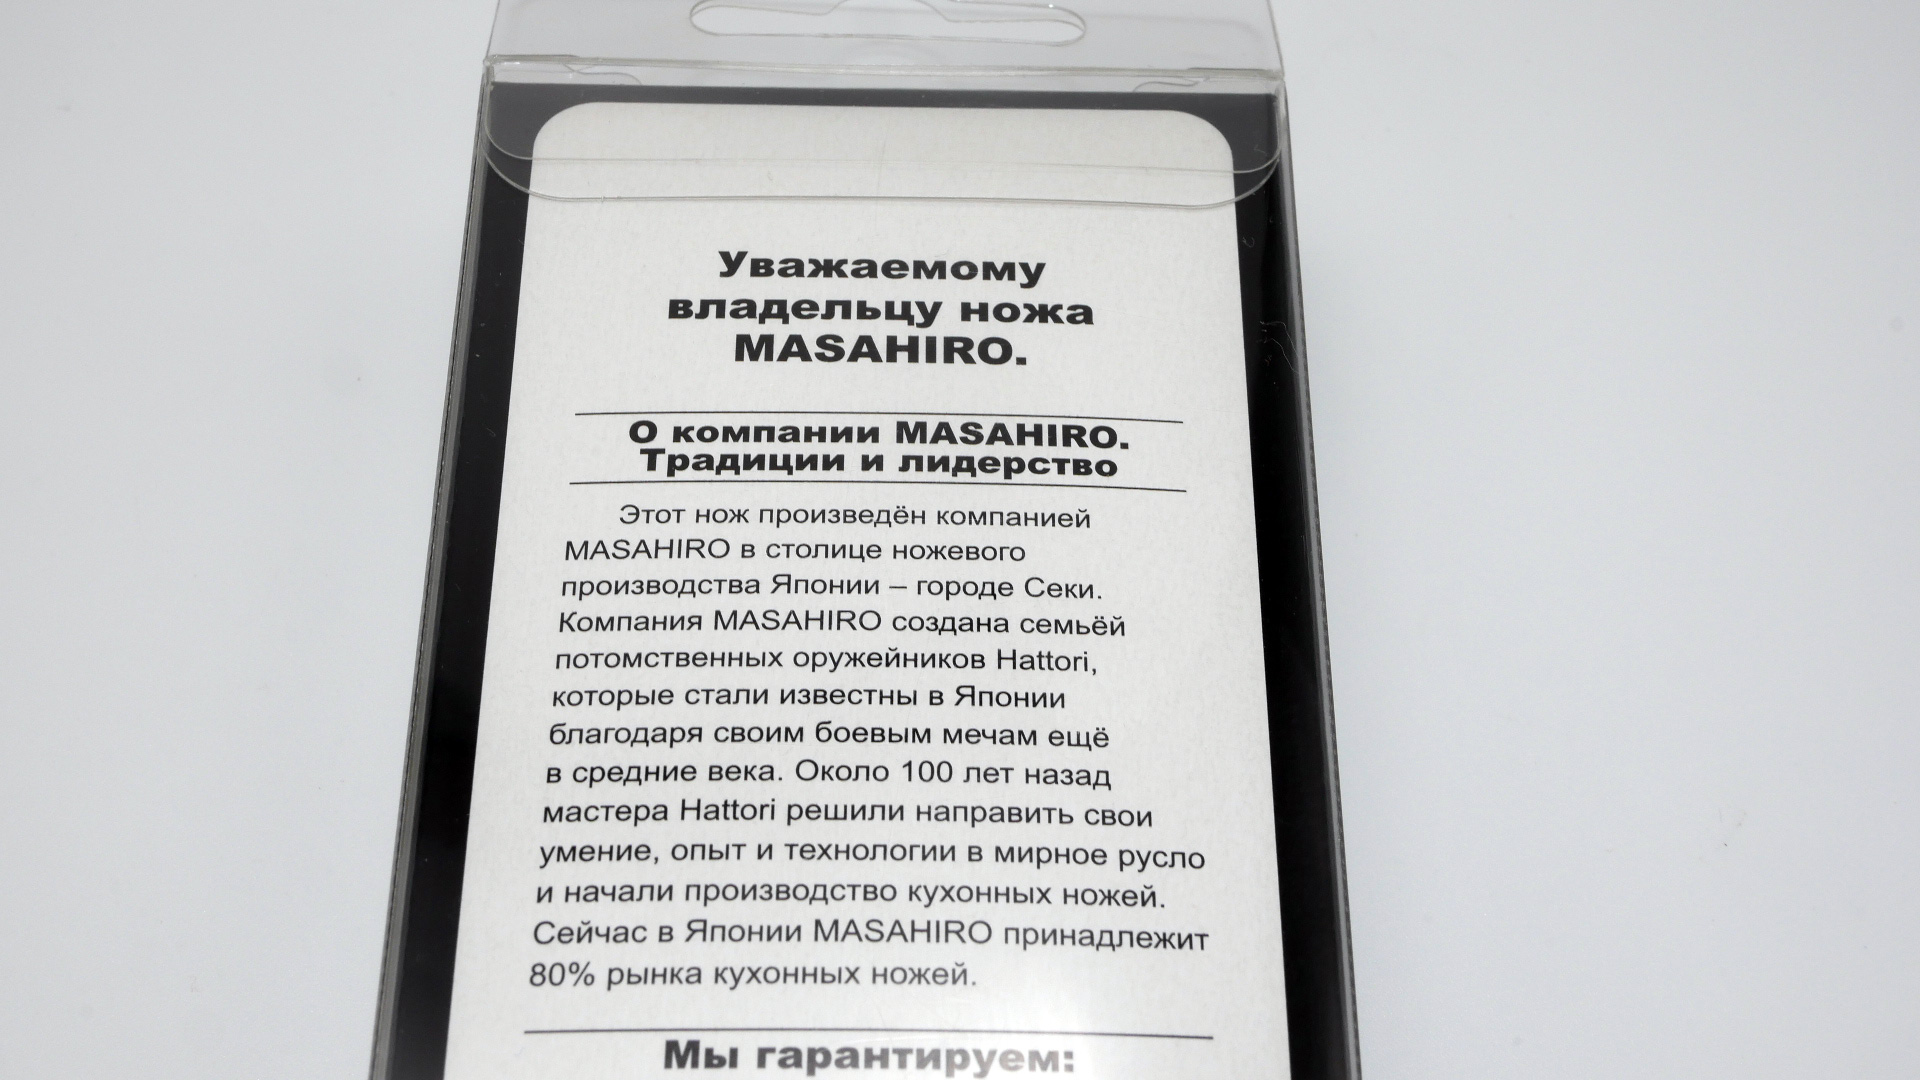 Уважаемому
владельцу ножа
MASAHIRO.
О компании MASAHIRO.
Традиции и лидерство
Этот нож произведён компанией
MASAHIRO в столице ножевого
производства Японии – городе Секи.
Компания MASAHIRO создана семьёй
потомственных оружейников Hattori,
которые стали известны в Японии
благодаря своим боевым мечам ещё
в средние века. Около 100 лет назад
мастера Hattori решили направить свои
умение, опыт и технологии в мирное русло
и начали производство кухонных ножей.
Сейчас в Японии MASAHIRO принадлежит
80% рынка кухонных ножей.
Мы гарантируем: